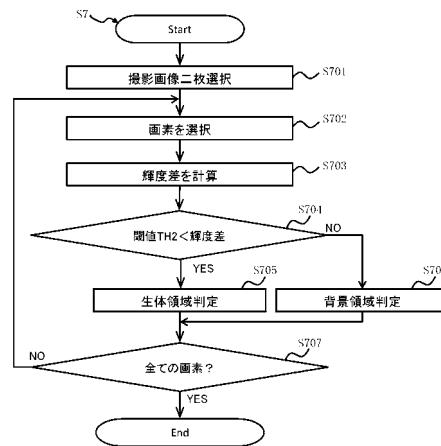 S7
Start
撮影画像二枚選択
S701
画素を選択
S702
輝度差を計算
S703
閾値TH2<輝度差
S704
NO
YES
生体領域判定
S705
背景領域判定
S70
全ての画素?
S707
NO
YES
End